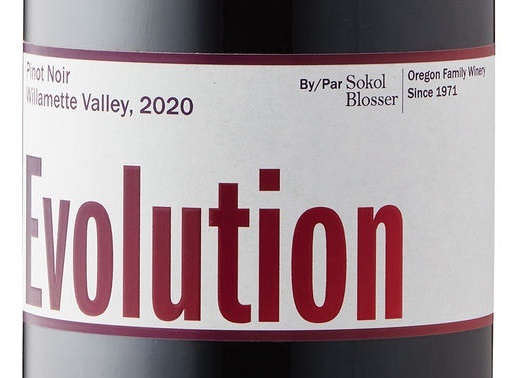 Pinot Noir
Willamette Valley, 2020
By/Par Sokol Blosser
Oregon Family Winery
Since 1971
Evolution